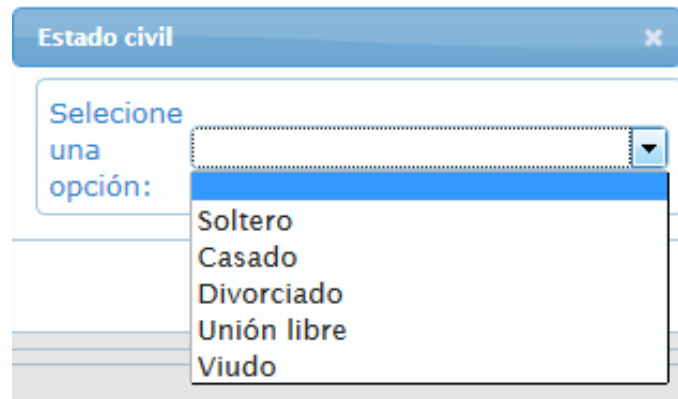 Estado civil
Selecione
una
opción:
Soltero
Casado
Divorciado
Unión libre
Viudo